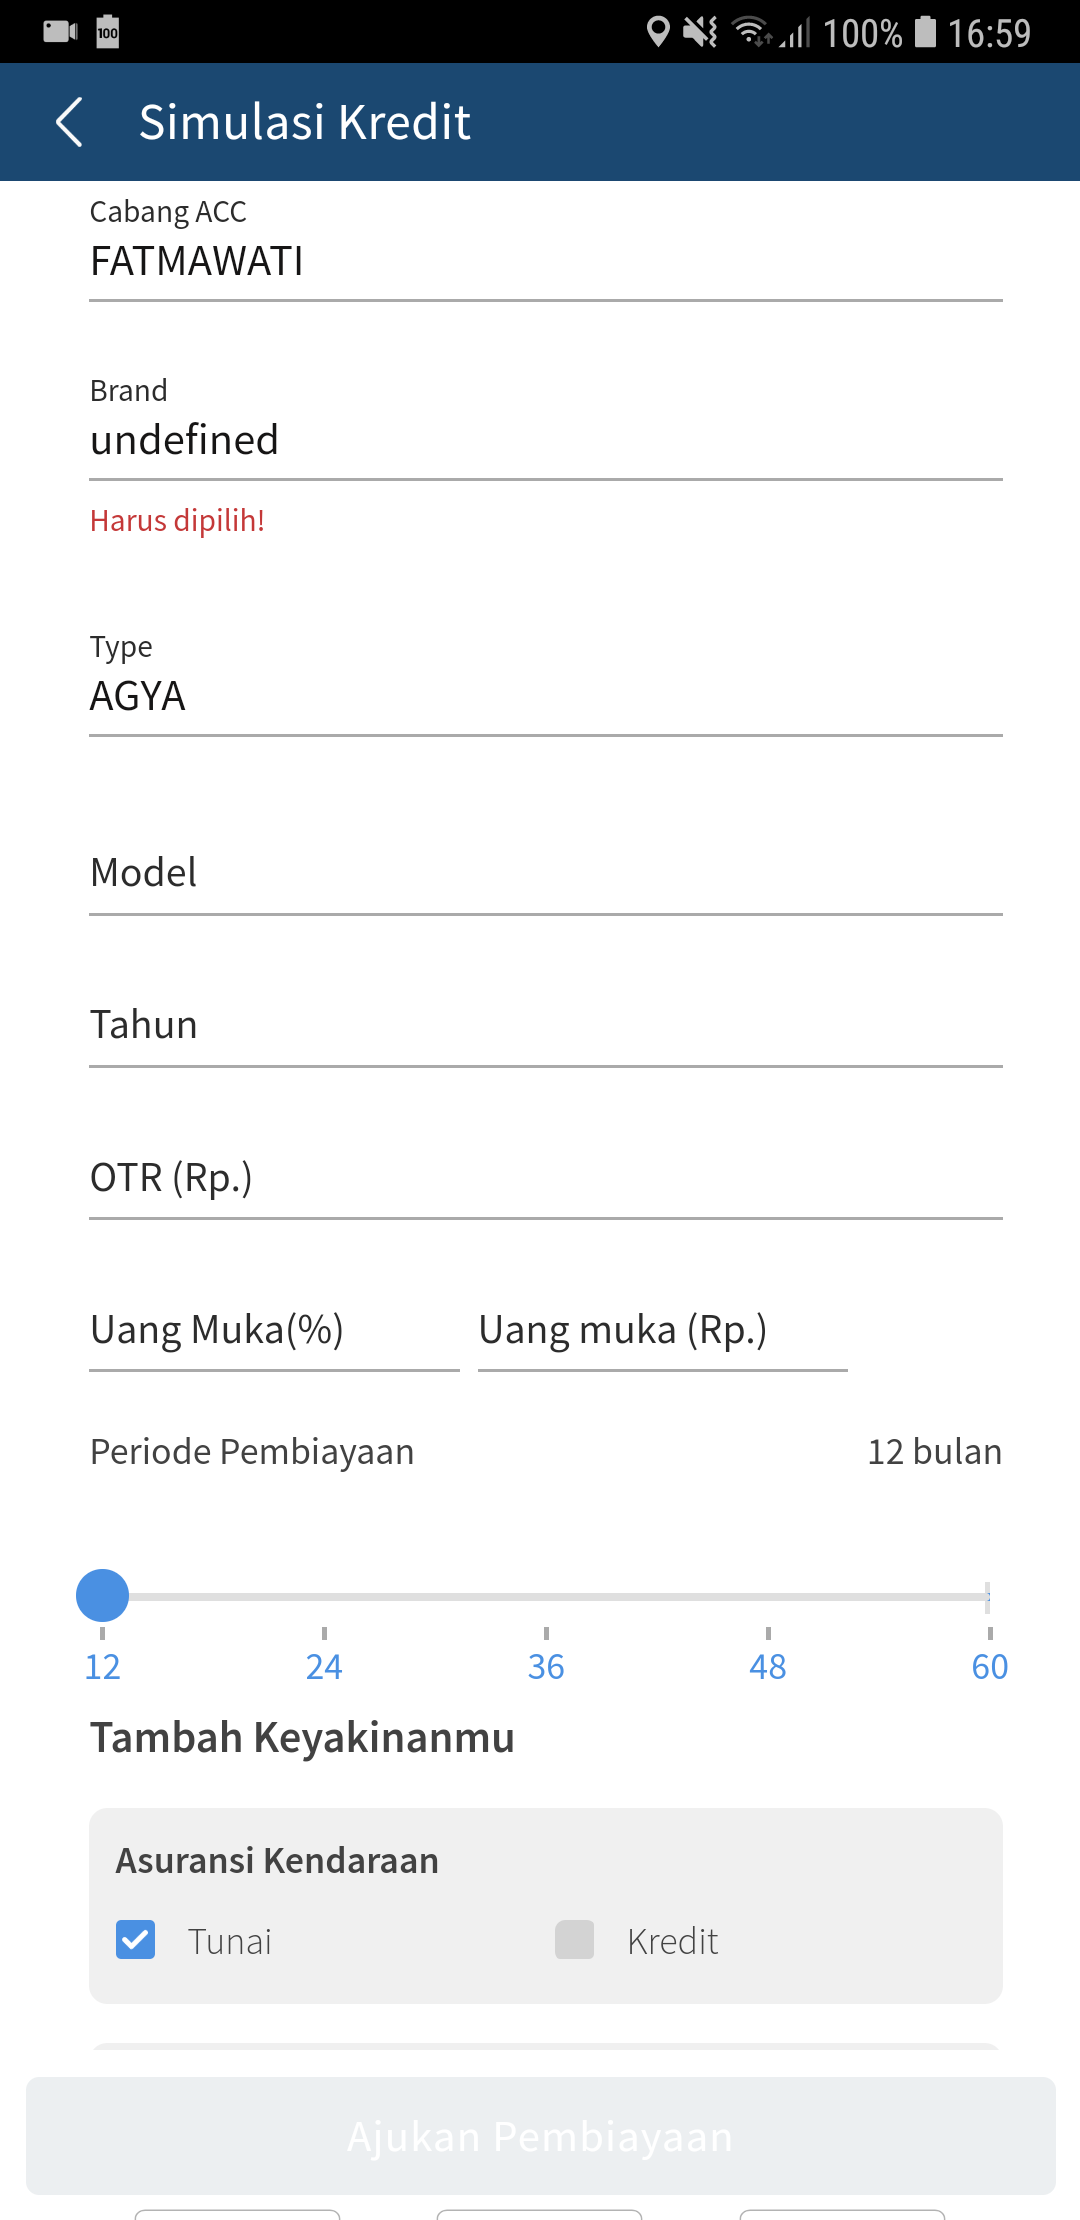 100 100% 16:59
Simulasi Kredit
Cabang ACC
FATMAWATI
Brand
undefined
Harus dipilih!
Type
AGYA
Model
Tahun
OTR (Rp.)
Uang Muka(%) Uang muka (Rp.)
Periode Pembiayaan 12 bulan
12 24 36 48 60
Tambah Keyakinanmu
Asuransi Kendaraan
Tunai Kredit
Ajukan Pembiayaan